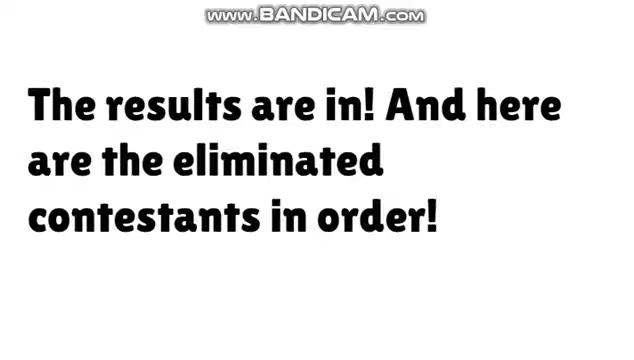 www.BANDICAM.com
The results are in! And here
are the eliminated
contestants in order!